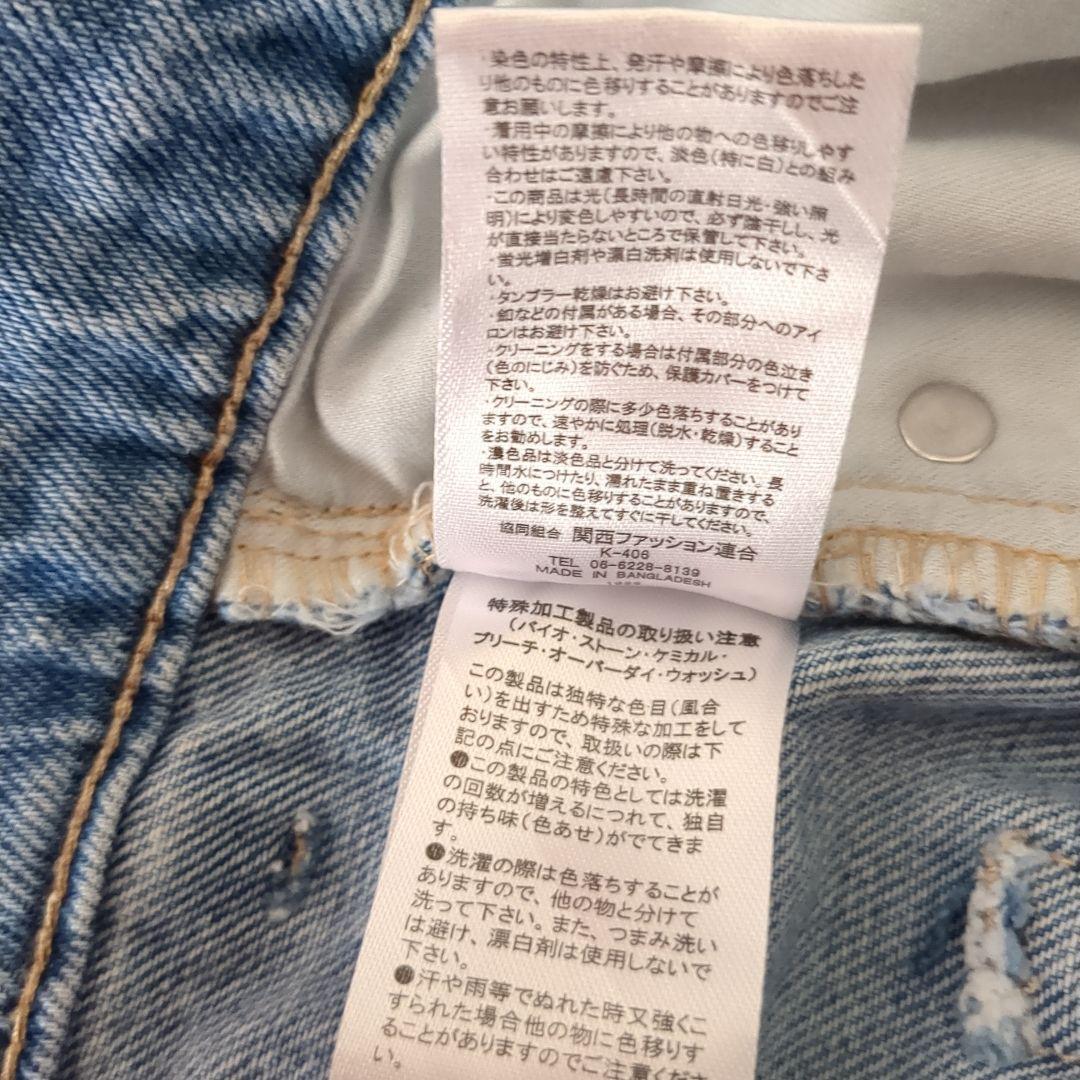 ・染色の特性上、発汗や摩擦により色落ちした
り他のものに色移りすることがありますのでご注
意お願いします。
・着用中の摩擦により他の物への色移りしやす
い特性がありますので、淡色(特に白)との組み
合わせはご遠慮下さい。
・この商品は光(長時間の直射日光・強い照
明)により変色しやすいので、必ず陰干しし、光
が直接当たらないところで保管して下さい。
・蛍光増白剤や漂白洗剤は使用しないで下さ
い。
・タンブラー乾燥はお避け下さい。
・釦などの付属がある場合、その部分へのアイ
ロンはお避け下さい。
・クリーニングをする場合は付属部分の色泣き
(色のにじみ)を防ぐため、保護カバーをつけて
下さい。
・クリーニングの際に多少色落ちすることがあり
ますので、速やかに処理(脱水・乾燥)すること
をお勧めします。
・濃色品は淡色品と分けて洗ってください。長
時間水につけたり、濡れたまま重ね置きする
と、他のものに色移りすることがありますので、
洗濯後は形を整えてすぐに干してください。
協同組合 関西ファッション連合
K-406
TEL 06-6228-8139
MADE IN BANGLADESH
特殊加工製品の取り扱い注意
(バイオ・ストーン・ケミカル・
ブリーチ・オーバーダイ・ウォッシュ)
この製品は独特な色目(風合
い)を出すため特殊な加工をして
おりますので、取扱いの際は下
記の点にご注意ください。
●この製品の特色としては洗濯
の回数が増えるにつれて、独自
の持ち味(色あせ)がでてきま
す。
●洗濯の際は色落ちすることが
ありますので、他の物と分けて
洗って下さい。また、つまみ洗い
は避け、漂白剤は使用しないで
下さい。
●汗や雨等でぬれた時又強くこ
すられた場合他の物に色移りす
ることがありますのでご注意くださ
い。